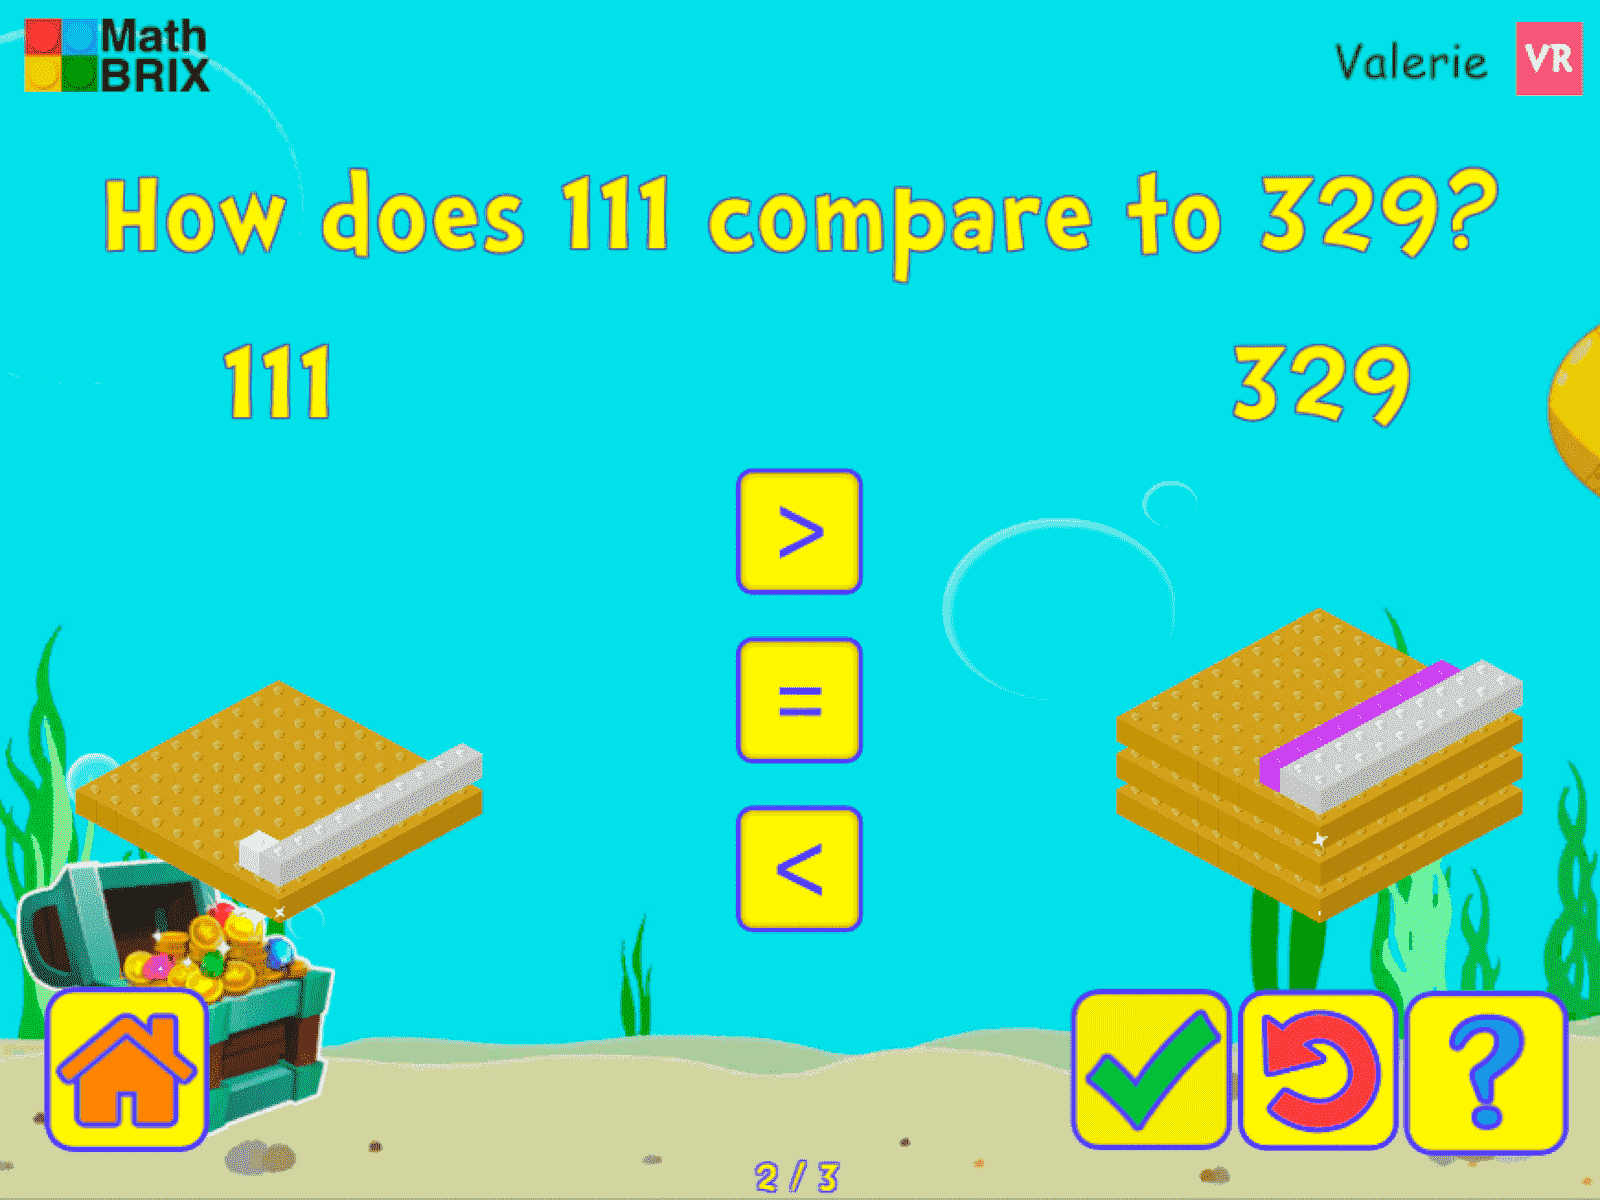 Math
BRIX
Valerie
VR
How does 111 compare to 329?
111
329
>
=
<
?
2 / 3